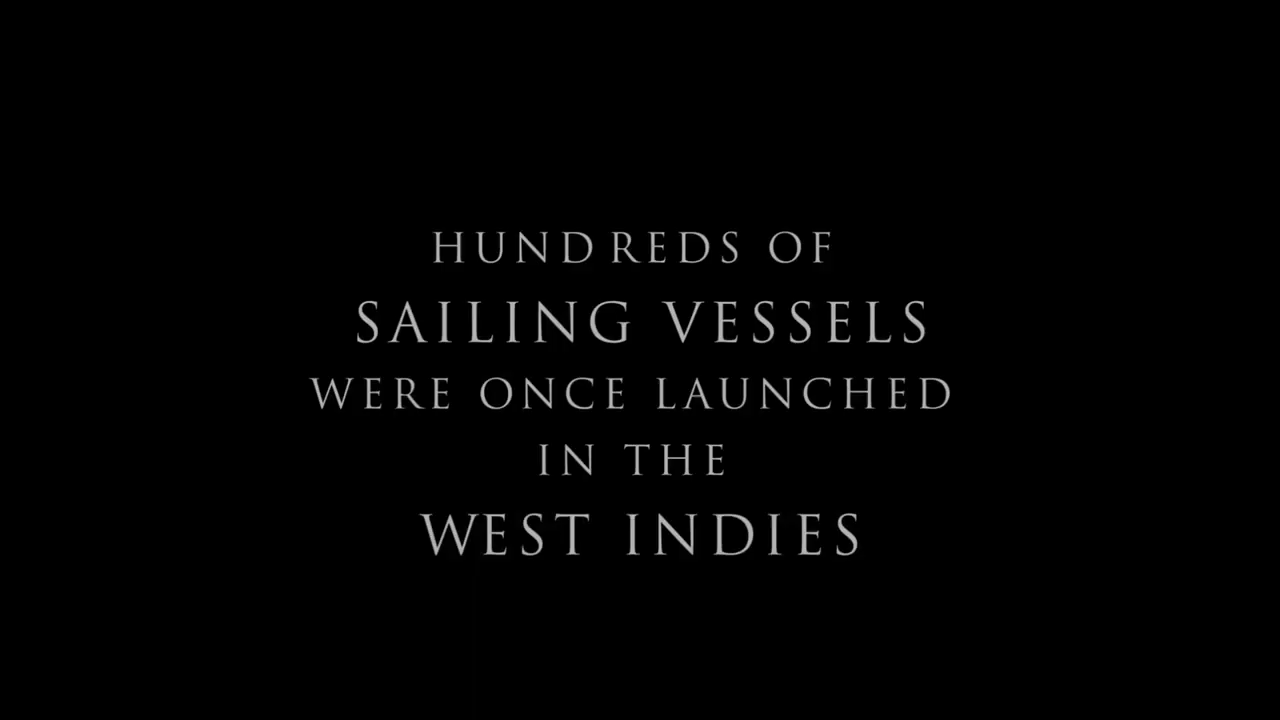 HUNDREDS OF
SAILING VESSELS
WERE ONCE LAUNCHED
IN THE
WEST INDIES